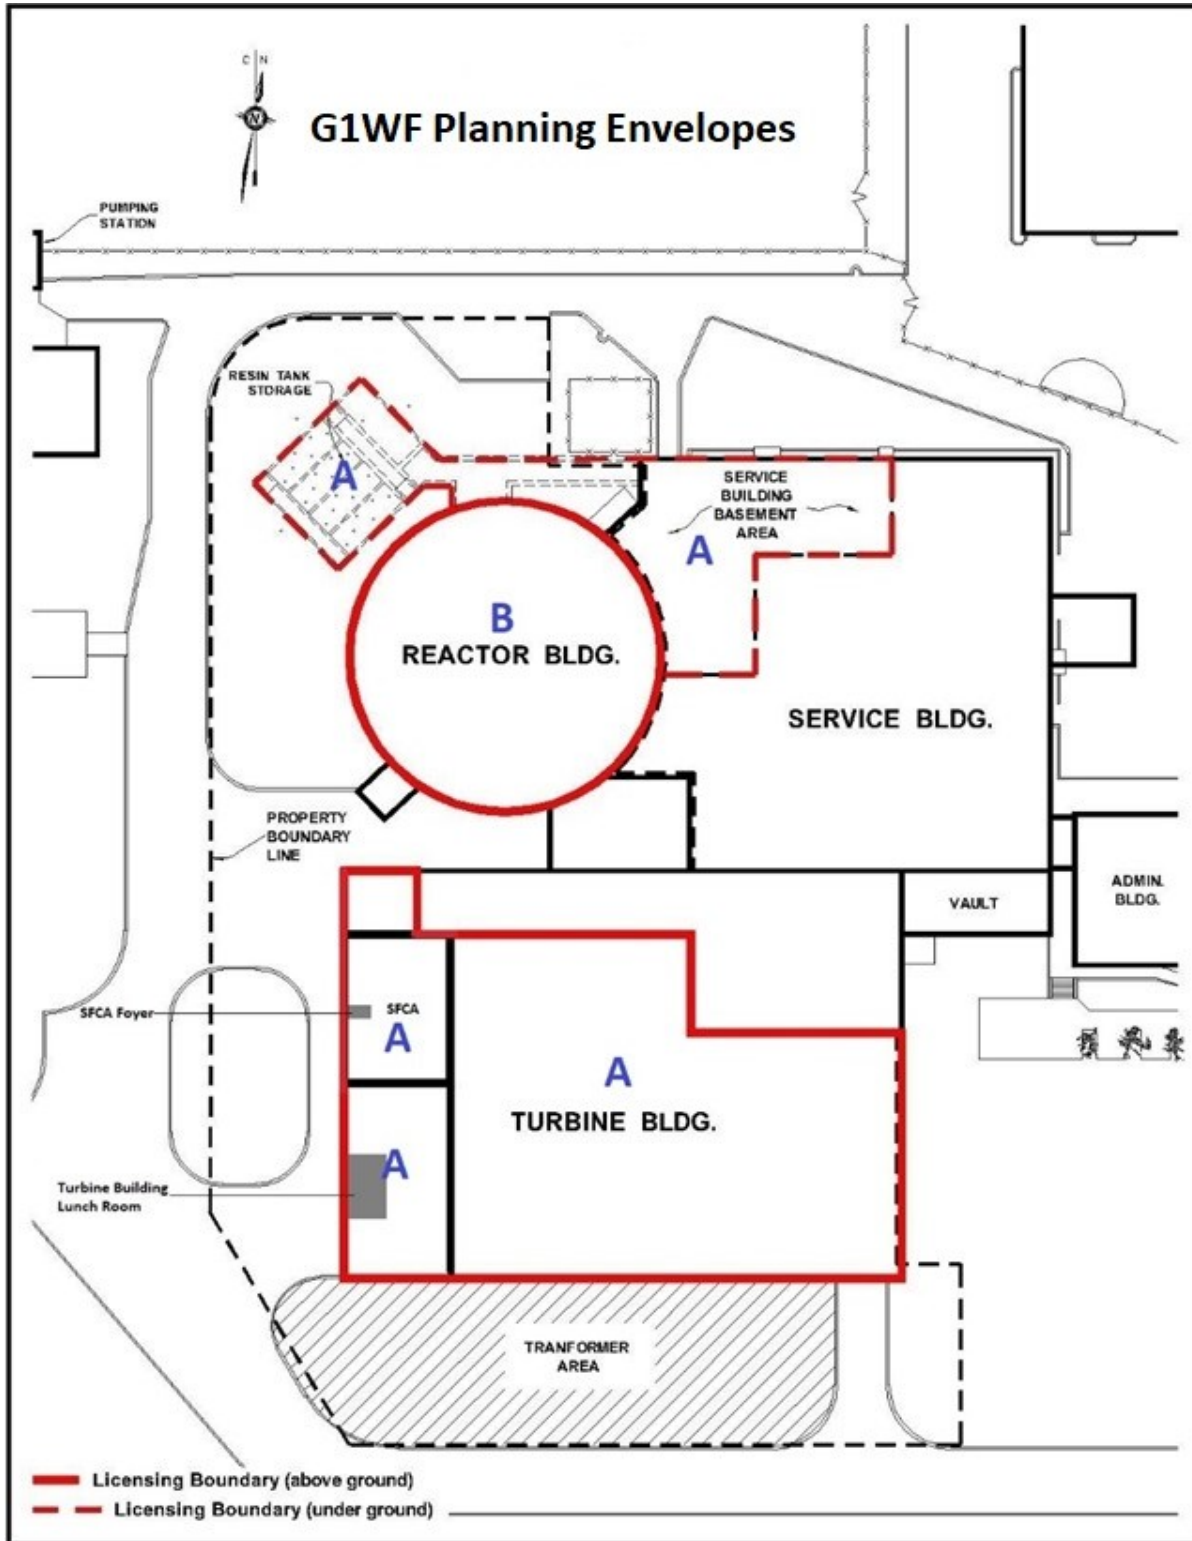 C N
N
G1WF Planning Envelopes
PUMPING
STATION
RESIN TANK
STORAGE
A
SERVICE
BUILDING
BASEMENT
AREA
A
B
REACTOR BLDG.
SERVICE BLDG.
PROPERTY
BOUNDARY
LINE
ADMIN.
BLDG.
VAULT
SFCA Foyer
SFCA
A
A
TURBINE BLDG.
A
Turbine Building
Lunch Room
TRANFORMER
AREA
Licensing Boundary (above ground)
Licensing Boundary (under ground)